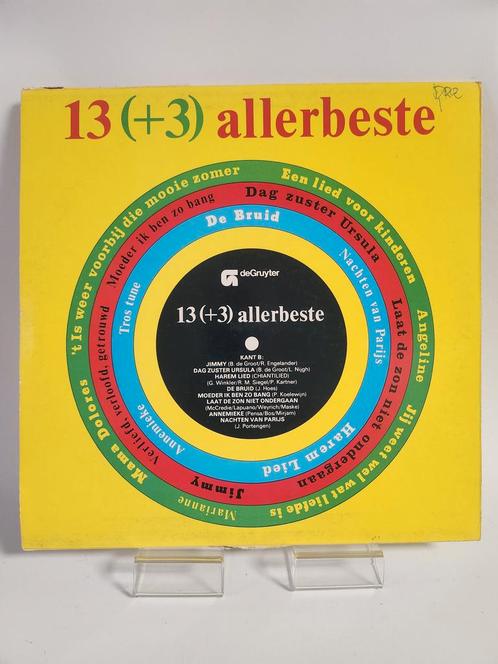 13 (+3) allerbeste
't Is weer voorbij die mooie zomer
Een lied voor kinderen
Angeline
Jij weet wel wat liefde is
Marianne
Mama Dolores
Moeder ik ben zo bang
Dag zuster Ursula
Laat de zon niet ondergaan
Jimmy
Verliefd, verloofd, getrouwd
De Bruid
Nachten van Parijs
Harem Lied
Annemieke
Tros tune
deGruyter
13 (+3) allerbeste
KANT B:
JIMMY (B. de Groot/R. Engelander)
DAG ZUSTER URSULA (B. de Groot/L. Nijgh)
HAREM LIED (CHIANTILIED)
(G. Winkler/R. M. Siegel/P. Kartner)
DE BRUID (J. Hoes)
MOEDER IK BEN ZO BANG (P. Koelewijn)
LAAT DE ZON NIET ONDERGAAN
(McCredie/Lapuano/Weynrich/Maske)
ANNEMIEKE (Pensa/Bos/Mirjam)
NACHTEN VAN PARIJS
(J. Portengen)